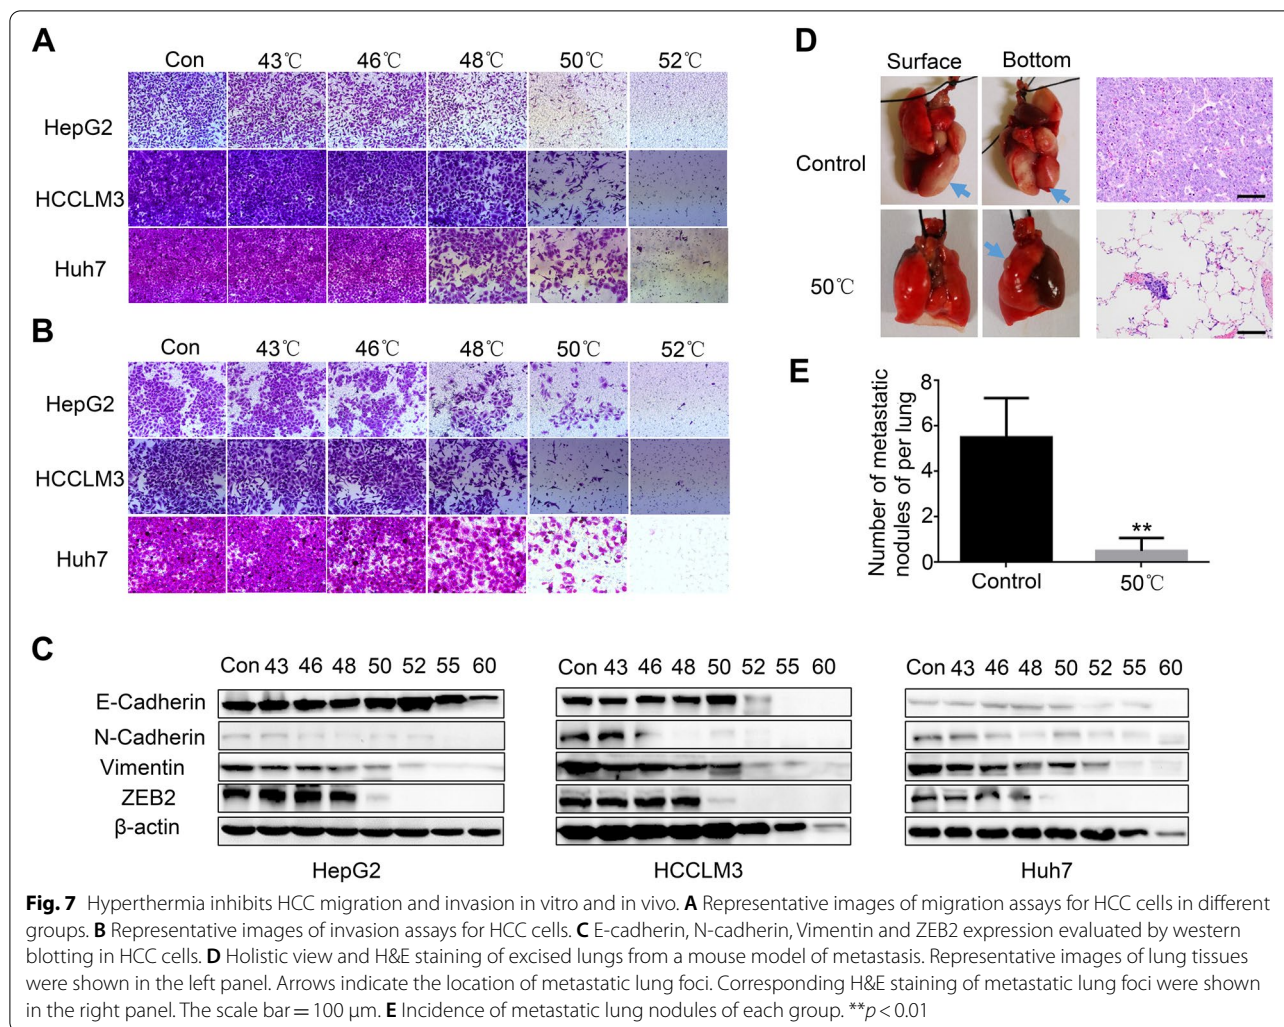 A
Con 43℃ 46℃ 48℃ 50℃ 52℃
HepG2
HCCLM3
Huh7
B
Con 43℃ 46℃ 48℃ 50℃ 52℃
HepG2
HCCLM3
Huh7
D
Surface Bottom
Control
50℃
E
Number of metastatic
nodules of per lung
8
6
4
2
0
**
Control 50℃
C
Con 43 46 48 50 52 55 60
Con 43 46 48 50 52 55 60
Con 43 46 48 50 52 55 60
E-Cadherin
N-Cadherin
Vimentin
ZEB2
β-actin
HepG2 HCCLM3 Huh7
Fig. 7 Hyperthermia inhibits HCC migration and invasion in vitro and in vivo. A Representative images of migration assays for HCC cells in different
groups. B Representative images of invasion assays for HCC cells. C E-cadherin, N-cadherin, Vimentin and ZEB2 expression evaluated by western
blotting in HCC cells. D Holistic view and H&E staining of excised lungs from a mouse model of metastasis. Representative images of lung tissues
were shown in the left panel. Arrows indicate the location of metastatic lung foci. Corresponding H&E staining of metastatic lung foci were shown
in the right panel. The scale bar = 100 μm. E Incidence of metastatic lung nodules of each group. **p < 0.01